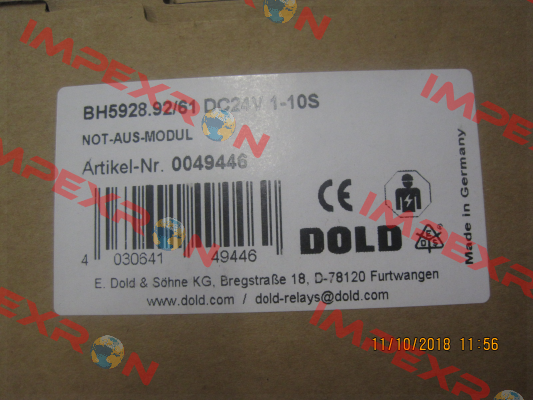 BH5928.92/61 DC24V 1-10S
NOT-AUS-MODUL
Artikel-Nr. 0049446
4 030641 49446
CE
DOLD
Made in Germany
E. Dold & Söhne KG, Bregstraße 18, D-78120 Furtwangen
www.dold.com / dold-relays@dold.com
11/10/2018 11:56
IMPEXRON
IMPEXRON
IMPEXRON
IMPEXRON
IMPEXRON